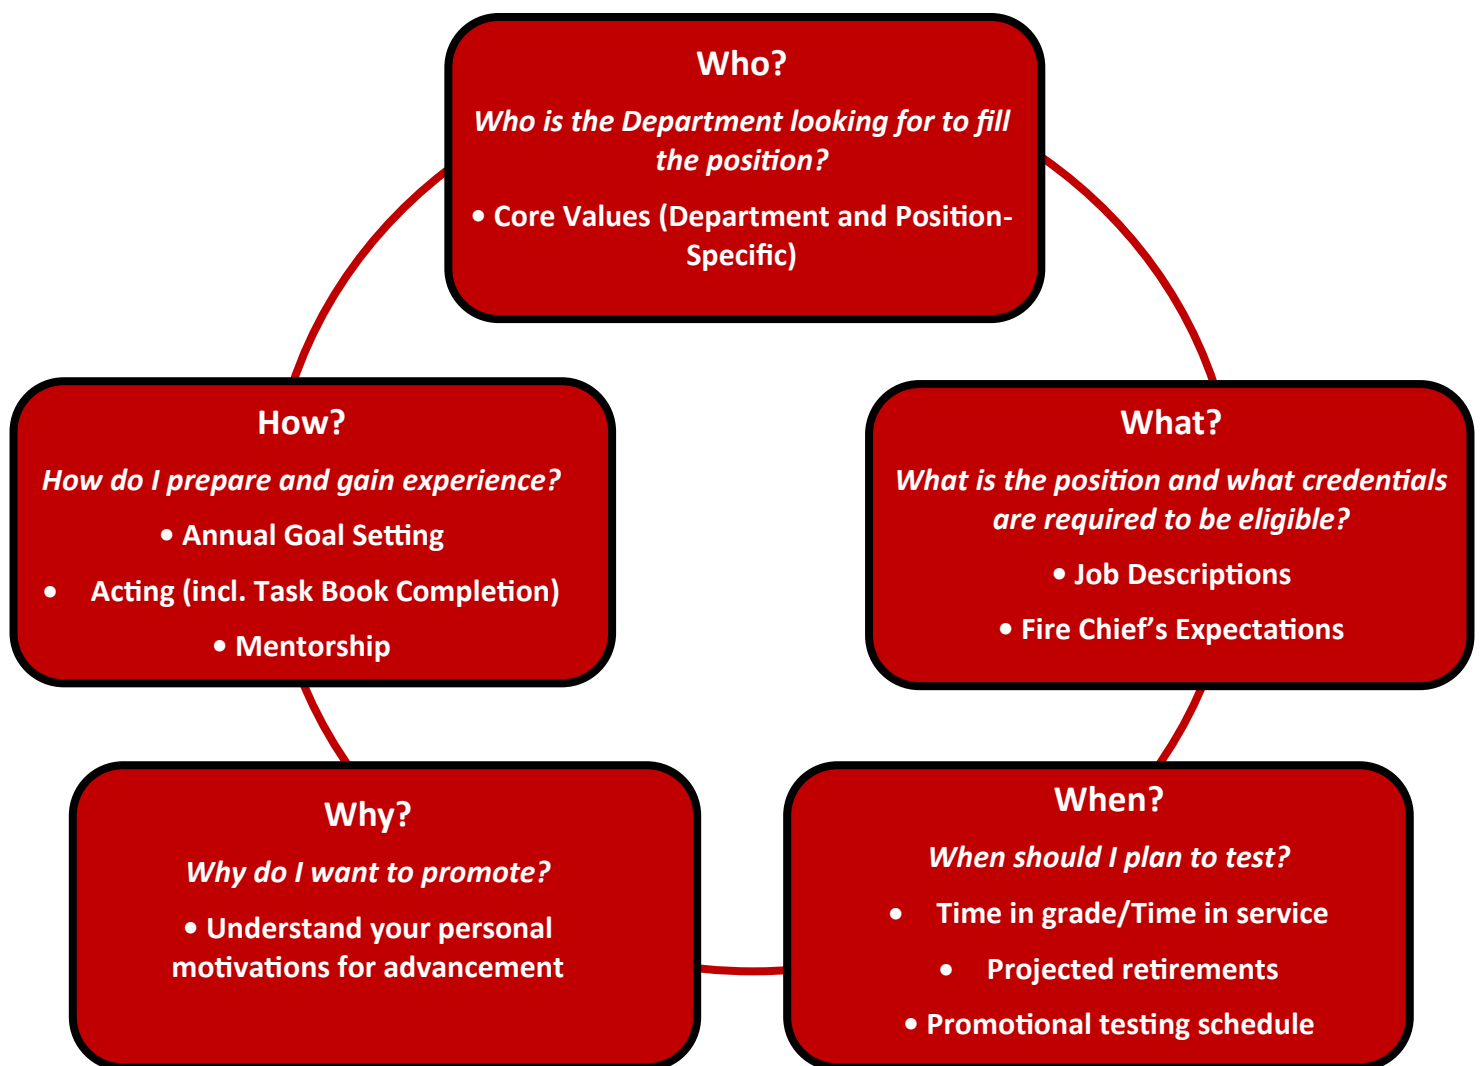 Who?
Who is the Department looking for to fill
the position?
• Core Values (Department and Position-
Specific)
How?
How do I prepare and gain experience?
• Annual Goal Setting
• Acting (incl. Task Book Completion)
• Mentorship
What?
What is the position and what credentials
are required to be eligible?
• Job Descriptions
• Fire Chief’s Expectations
Why?
Why do I want to promote?
• Understand your personal
motivations for advancement
When?
When should I plan to test?
• Time in grade/Time in service
• Projected retirements
• Promotional testing schedule